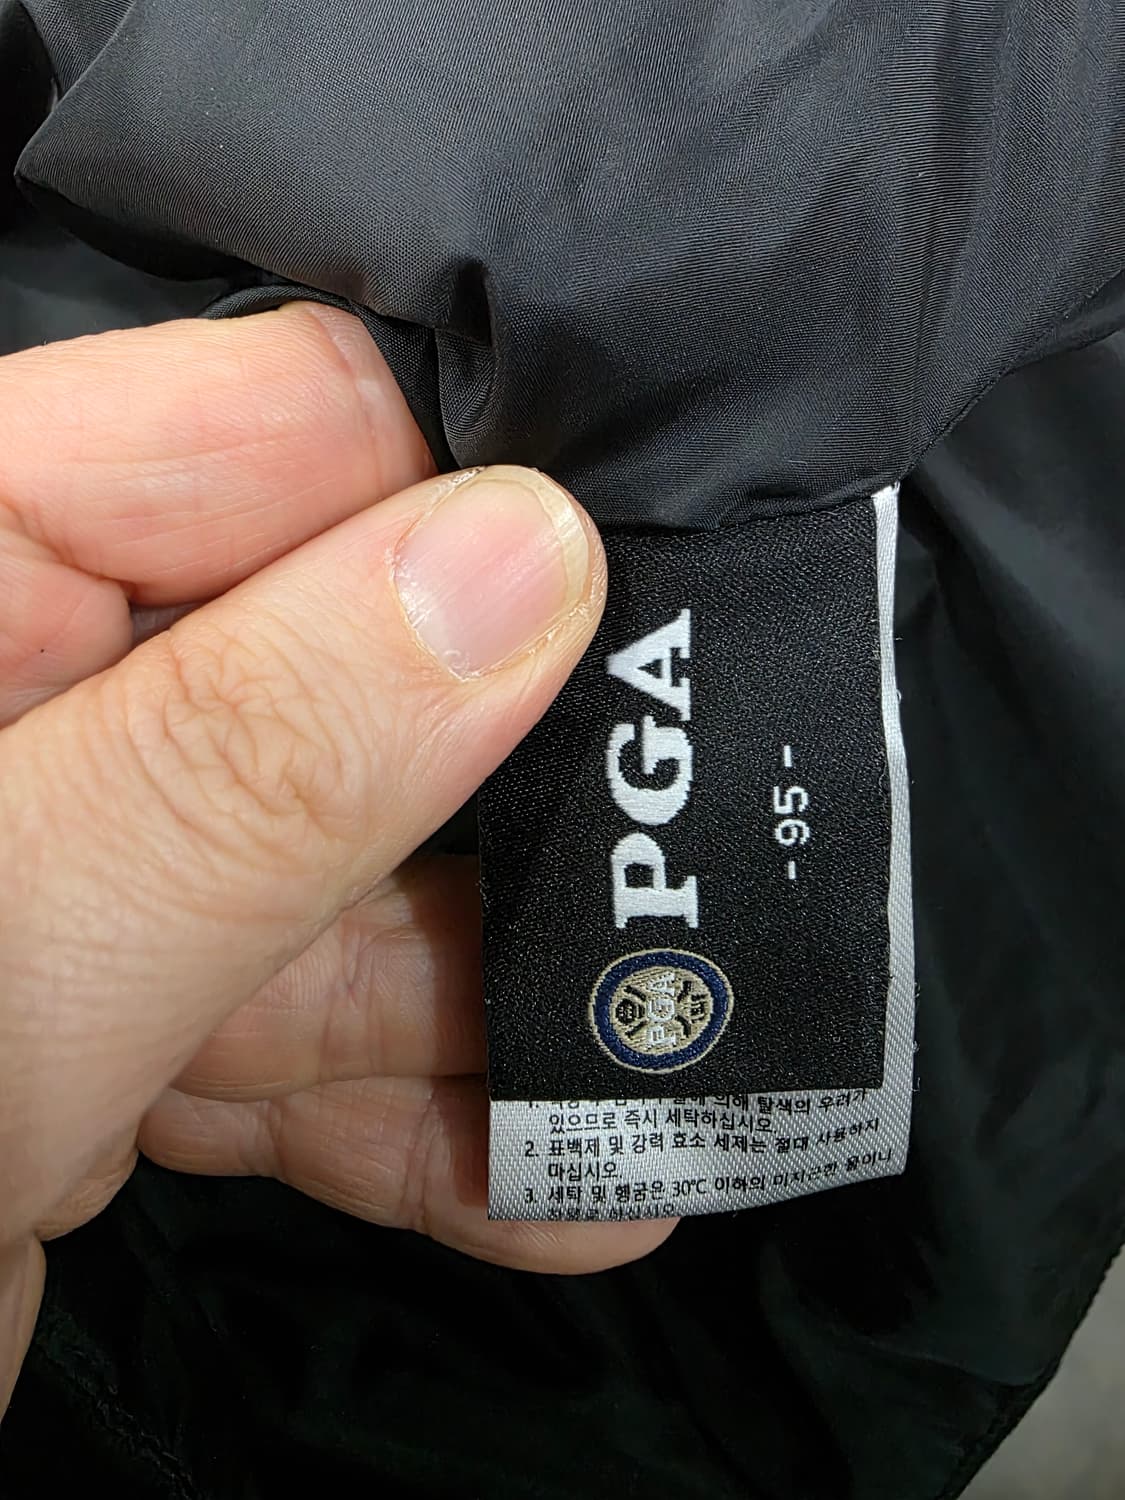 PGA
- 95 -
PGA
의해 탈색의 우려가
있으므로 즉시 세탁하십시오
2. 표백제 및 강력 효소 세제는 절대 사용하지
마십시오
3. 세탁 및 헹굼은 30℃ 이하의 미지근한 물이나